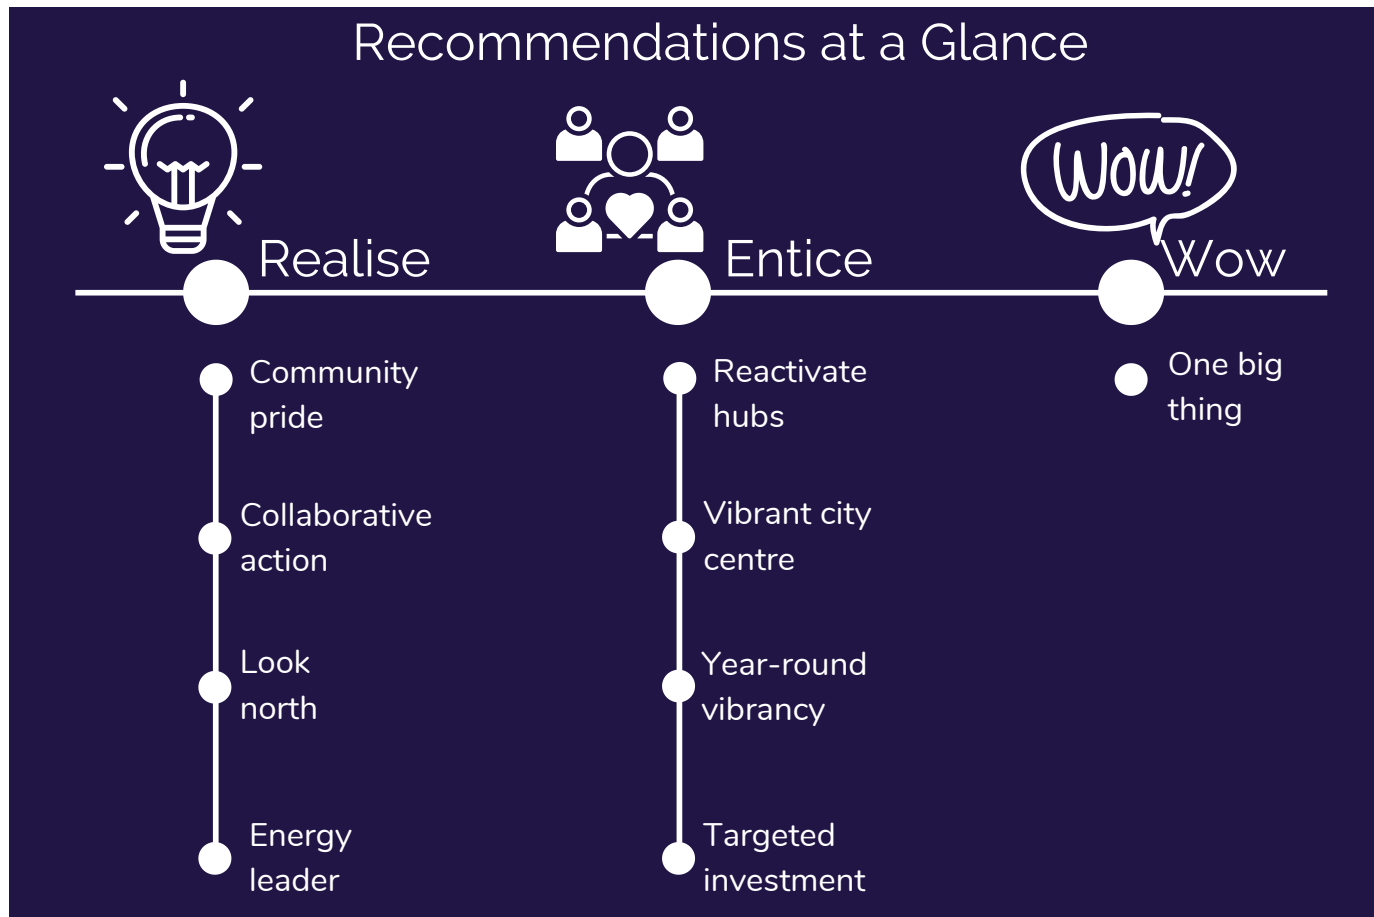 Recommendations at a Glance
Realise
Community
pride
Collaborative
action
Look
north
Energy
leader
Entice
Reactivate
hubs
Vibrant city
centre
Year-round
vibrancy
Targeted
investment
WOW!
Wow
One big
thing